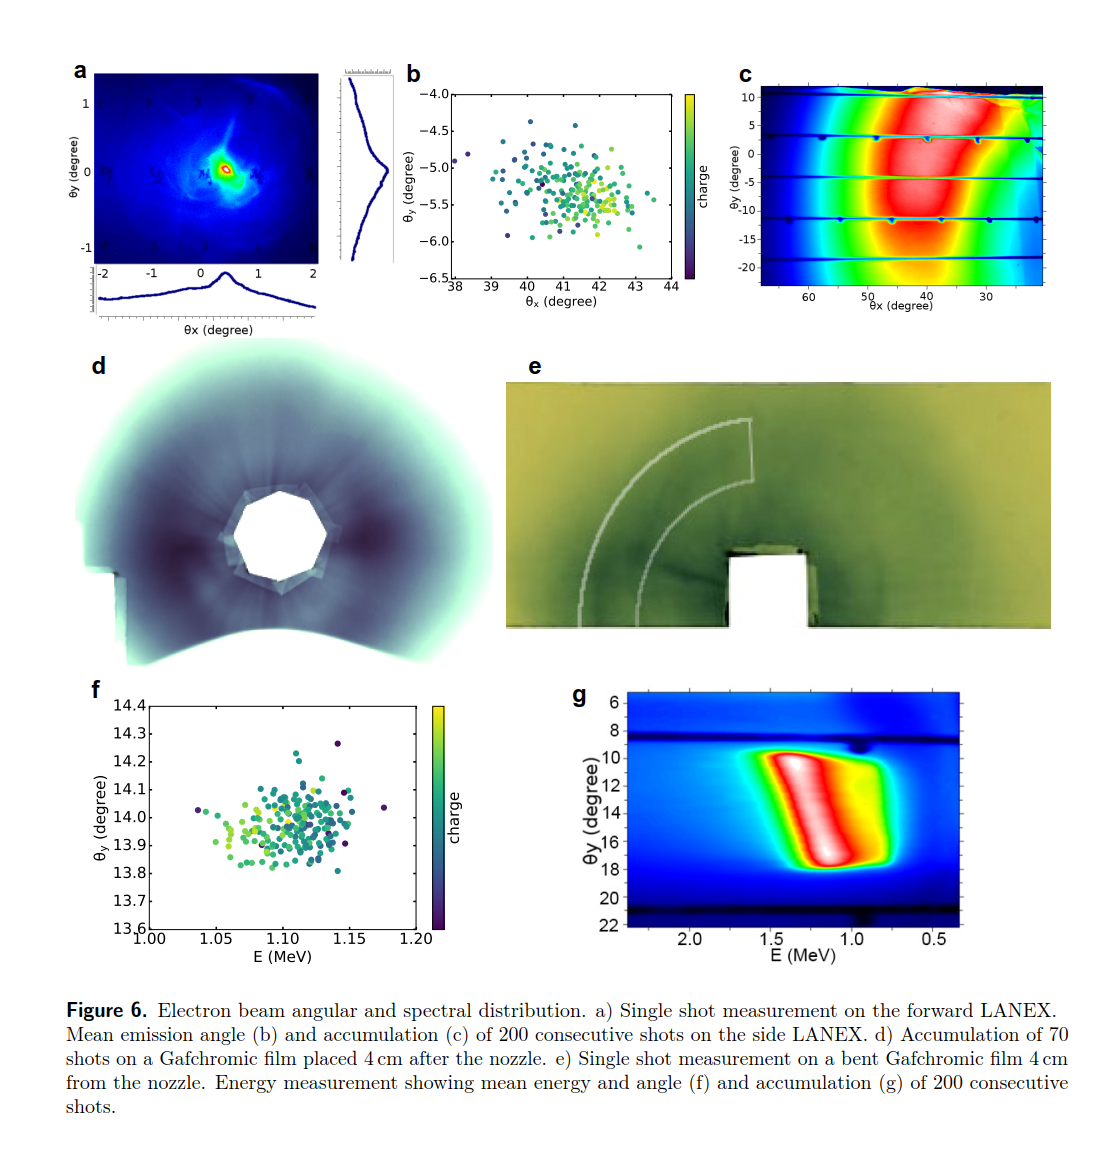 a
1
0
-1
θy (degree)
-2 -1 0 1 2
θx (degree)
b
−4.0
−4.5
−5.0
−5.5
−6.0
−6.5
θy (degree)
38 39 40 41 42 43 44
θx (degree)
charge
c
10
5
0
-5
-10
-15
-20
θy (degree)
60 50 40 30
θx (degree)
d
e
f
14.4
14.3
14.2
14.1
14.0
13.9
13.8
13.7
13.6
θy (degree)
1.00 1.05 1.10 1.15 1.20
E (MeV)
charge
g
6
8
10
12
14
16
18
20
22
θy (degree)
2.0 1.5 1.0 0.5
E (MeV)
Figure 6. Electron beam angular and spectral distribution. a) Single shot measurement on the forward LANEX.
Mean emission angle (b) and accumulation (c) of 200 consecutive shots on the side LANEX. d) Accumulation of 70
shots on a Gafchromic film placed 4 cm after the nozzle. e) Single shot measurement on a bent Gafchromic film 4 cm
from the nozzle. Energy measurement showing mean energy and angle (f) and accumulation (g) of 200 consecutive
shots.